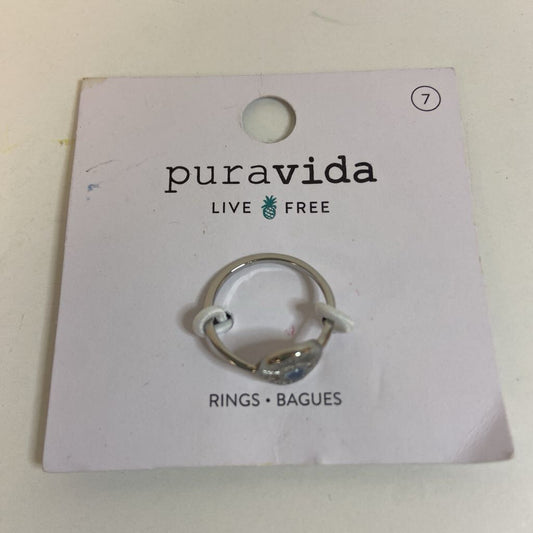 7
puravida
LIVE FREE
RINGS • BAGUES